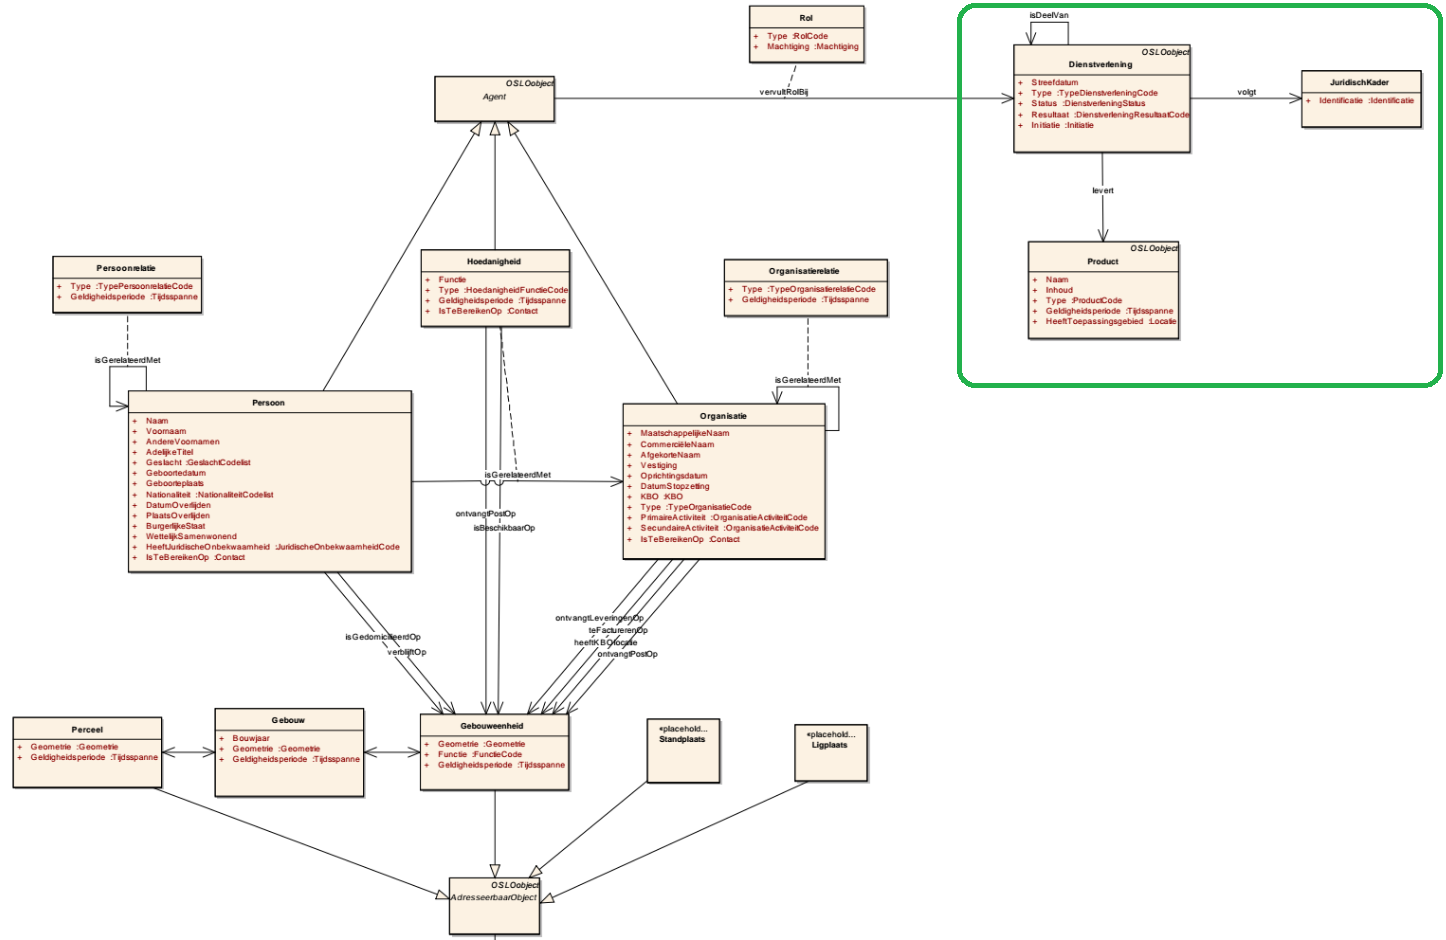 Rol
+ Type :RolCode
+ Machtiging :Machtiging
isDeelVan
OSLOobject
Dienstverlening
+ Streefdatum
+ Type :TypeDienstverleningCode
+ Status :DienstverleningStatus
+ Resultaat :DienstverleningResultaatCode
+ Initiatie :Initiatie
volgt
JuridischKader
+ Identificatie :Identificatie
OSLOobject
Agent
vervultRolBij
levert
OSLOobject
Product
+ Naam
+ Inhoud
+ Type :ProductCode
+ Geldigheidsperiode :Tijdsspanne
+ HeeftToepassingsgebied :Locatie
Persoonrelatie
+ Type :TypePersoonrelatieCode
+ Geldigheidsperiode :Tijdsspanne
Hoedanigheid
+ Functie
+ Type :HoedanigheidFunctieCode
+ Geldigheidsperiode :Tijdsspanne
+ IsTeBereikenOp :Contact
Organisatierelatie
+ Type :TypeOrganisatierelatieCode
+ Geldigheidsperiode :Tijdsspanne
isGerelateerdMet
isGerelateerdMet
Persoon
+ Naam
+ Voornaam
+ AndereVoornamen
+ AdelijkeTitel
+ Geslacht :GeslachtCodelist
+ Geboortedatum
+ Geboorteplaats
+ Nationaliteit :NationaliteitCodelist
+ DatumOverlijden
+ PlaatsOverlijden
+ BurgerlijkeStaat
+ WettelijkSamenwonend
+ HeeftJuridischeOnbekwaamheid :JuridischeOnbekwaamheidCode
+ IsTeBereikenOp :Contact
isGerelateerdMet
ontvangtPostOp
isBeschikbaarOp
Organisatie
+ MaatschappelijkeNaam
+ CommerciëleNaam
+ AfgekorteNaam
+ Vestiging
+ Oprichtingsdatum
+ DatumStopzetting
+ KBO :KBO
+ Type :TypeOrganisatieCode
+ PrimaireActiviteit :OrganisatieActiviteitCode
+ SecundaireActiviteit :OrganisatieActiviteitCode
+ IsTeBereikenOp :Contact
isGedomicilieerdOp
verblijftOp
ontvangtLeveringenOp
teFacturerenOp
heeftKBOlocatie
ontvangtPostOp
Perceel
+ Geometrie :Geometrie
+ Geldigheidsperiode :Tijdsspanne
Gebouw
+ Bouwjaar
+ Geometrie :Geometrie
+ Geldigheidsperiode :Tijdsspanne
Gebouweenheid
+ Geometrie :Geometrie
+ Functie :FunctieCode
+ Geldigheidsperiode :Tijdsspanne
«placehold...
Standplaats
«placehold...
Ligplaats
OSLOobject
AdresseerbaarObject